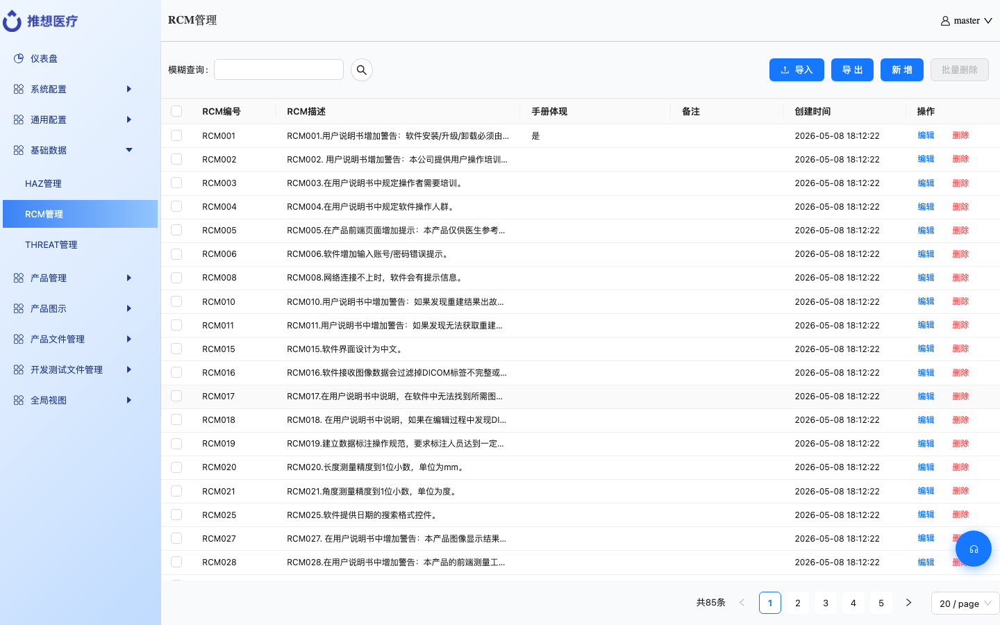 推想医疗
RCM管理
master
仪表盘
系统配置
通用配置
基础数据
HAZ管理
RCM管理
THREAT管理
产品管理
产品图示
产品文件管理
开发测试文件管理
全局视图
模糊查询：
导入
导 出
新 增
批量删除
RCM编号 RCM描述 手册体现 备注 创建时间 操作
RCM001 RCM001.用户说明书增加警告：软件安装/升级/卸载必须由... 是 2026-05-08 18:12:22 编辑 删除
RCM002 RCM002. 用户说明书增加警告：本公司提供用户操作培训... 2026-05-08 18:12:22 编辑 删除
RCM003 RCM003.在用户说明书中规定操作者需要培训。 2026-05-08 18:12:22 编辑 删除
RCM004 RCM004.在用户说明书中规定软件操作人群。 2026-05-08 18:12:22 编辑 删除
RCM005 RCM005.在产品前端页面增加提示：本产品仅供医生参考... 2026-05-08 18:12:22 编辑 删除
RCM006 RCM006.软件增加输入账号/密码错误提示。 2026-05-08 18:12:22 编辑 删除
RCM008 RCM008.网络连接不上时，软件会有提示信息。 2026-05-08 18:12:22 编辑 删除
RCM010 RCM010.用户说明书中增加警告：如果发现重建结果出故... 2026-05-08 18:12:22 编辑 删除
RCM011 RCM011.用户说明书中增加警告：如果发现无法获取重建... 2026-05-08 18:12:22 编辑 删除
RCM015 RCM015.软件界面设计为中文。 2026-05-08 18:12:22 编辑 删除
RCM016 RCM016.软件接收图像数据会过滤掉DICOM标签不完整或... 2026-05-08 18:12:22 编辑 删除
RCM017 RCM017.在用户说明书中说明，在软件中无法找到所需图... 2026-05-08 18:12:22 编辑 删除
RCM018 RCM018. 在用户说明书中说明，如果在编辑过程中发现DI... 2026-05-08 18:12:22 编辑 删除
RCM019 RCM019.建立数据标注操作规范，要求标注人员达到一定... 2026-05-08 18:12:22 编辑 删除
RCM020 RCM020.长度测量精度到1位小数，单位为mm。 2026-05-08 18:12:22 编辑 删除
RCM021 RCM021.角度测量精度到1位小数，单位为度。 2026-05-08 18:12:22 编辑 删除
RCM025 RCM025.软件提供日期的搜索格式控件。 2026-05-08 18:12:22 编辑 删除
RCM027 RCM027. 在用户说明书中增加警告：本产品图像显示结果... 2026-05-08 18:12:22 编辑 删
RCM028 RCM028.在用户说明书中增加警告：本产品的前端测量工... 2026-05-08 18:12:22 编辑 删
共85条 1 2 3 4 5 20 / page